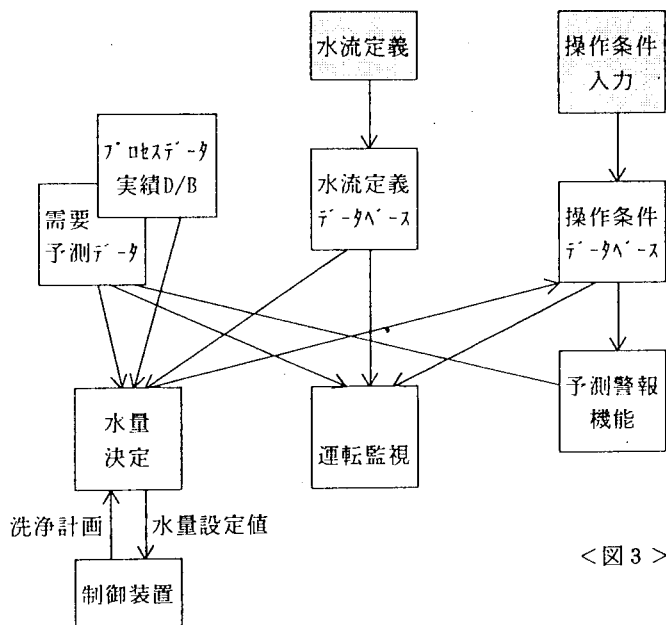 水流定義
操作条件
入力
プロセスデータ
実績D/B
需要
予測データ
水流定義
データベース
操作条件
データベース
水量
決定
運転監視
予測警報
機能
洗浄計画
水量設定値
制御装置
<図3>